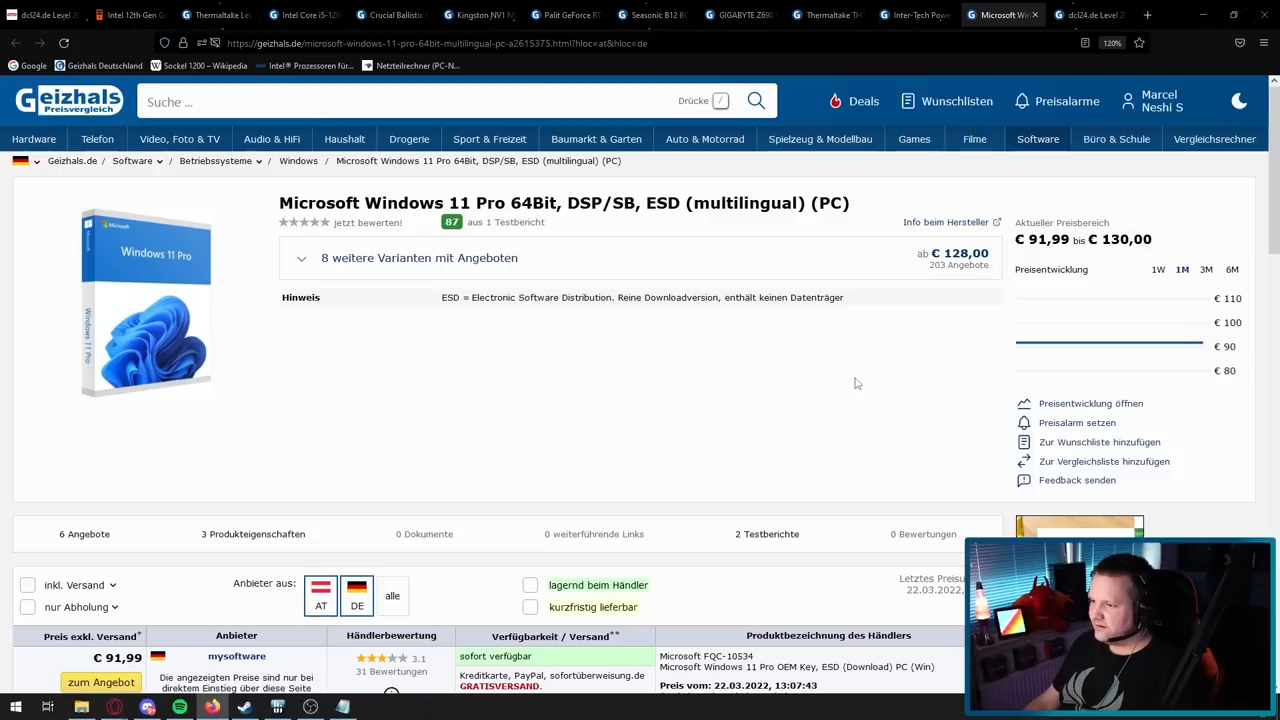 dcl24.de Level 20
Intel 12th Gen G
Thermaltake Lev
Intel Core i5-120
Crucial Ballistix
Kingston NV1 N
Palit GeForce RT
Seasonic B12 BC
GIGABYTE Z690
Thermaltake TH
Inter-Tech Powe
Microsoft Win
dcl24.de Level 20
https://geizhals.de/microsoft-windows-11-pro-64bit-multilingual-pc-a2615375.html?hloc=at&hloc=de
120%
Google
Geizhals Deutschland
Sockel 1200 – Wikipedia
Intel® Prozessoren für...
Netzteilrechner (PC-N...
Geizhals
Preisvergleich
Suche ...
Drücke /
Deals
Wunschlisten
Preisalarme
Marcel
Neshi S
Hardware
Telefon
Video, Foto & TV
Audio & HiFi
Haushalt
Drogerie
Sport & Freizeit
Baumarkt & Garten
Auto & Motorrad
Spielzeug & Modellbau
Games
Filme
Software
Büro & Schule
Vergleichsrechner
Geizhals.de / Software / Betriebssysteme / Windows / Microsoft Windows 11 Pro 64Bit, DSP/SB, ESD (multilingual) (PC)
Microsoft Windows 11 Pro 64Bit, DSP/SB, ESD (multilingual) (PC)
jetzt bewerten!
87 aus 1 Testbericht
Info beim Hersteller
8 weitere Varianten mit Angeboten
ab € 128,00
203 Angebote
Hinweis
ESD = Electronic Software Distribution. Reine Downloadversion, enthält keinen Datenträger
Microsoft
Windows 11 Pro
Windows 11 Pro
Aktueller Preisbereich
€ 91,99 bis € 130,00
Preisentwicklung
1W
1M
3M
6M
€ 110
€ 100
€ 90
€ 80
Preisentwicklung öffnen
Preisalarm setzen
Zur Wunschliste hinzufügen
Zur Vergleichsliste hinzufügen
Feedback senden
6 Angebote
3 Produkteigenschaften
0 Dokumente
0 weiterführende Links
2 Testberichte
0 Bewertungen
inkl. Versand
nur Abholung
Anbieter aus:
AT
DE
alle
lagernd beim Händler
kurzfristig lieferbar
Letztes Preisu
22.03.2022,
Preis exkl. Versand*
Anbieter
Händlerbewertung
Verfügbarkeit / Versand**
Produktbezeichnung des Händlers
€ 91,99
zum Angebot
mysoftware
Die angezeigten Preise sind nur bei
direktem Einstieg über diese Seite
3.1
31 Bewertungen
sofort verfügbar
Kreditkarte, PayPal, sofortüberweisung.de
GRATISVERSAND.
Microsoft FQC-10534
Microsoft Windows 11 Pro OEM Key, ESD (Download) PC (Win)
Preis vom: 22.03.2022, 13:07:43